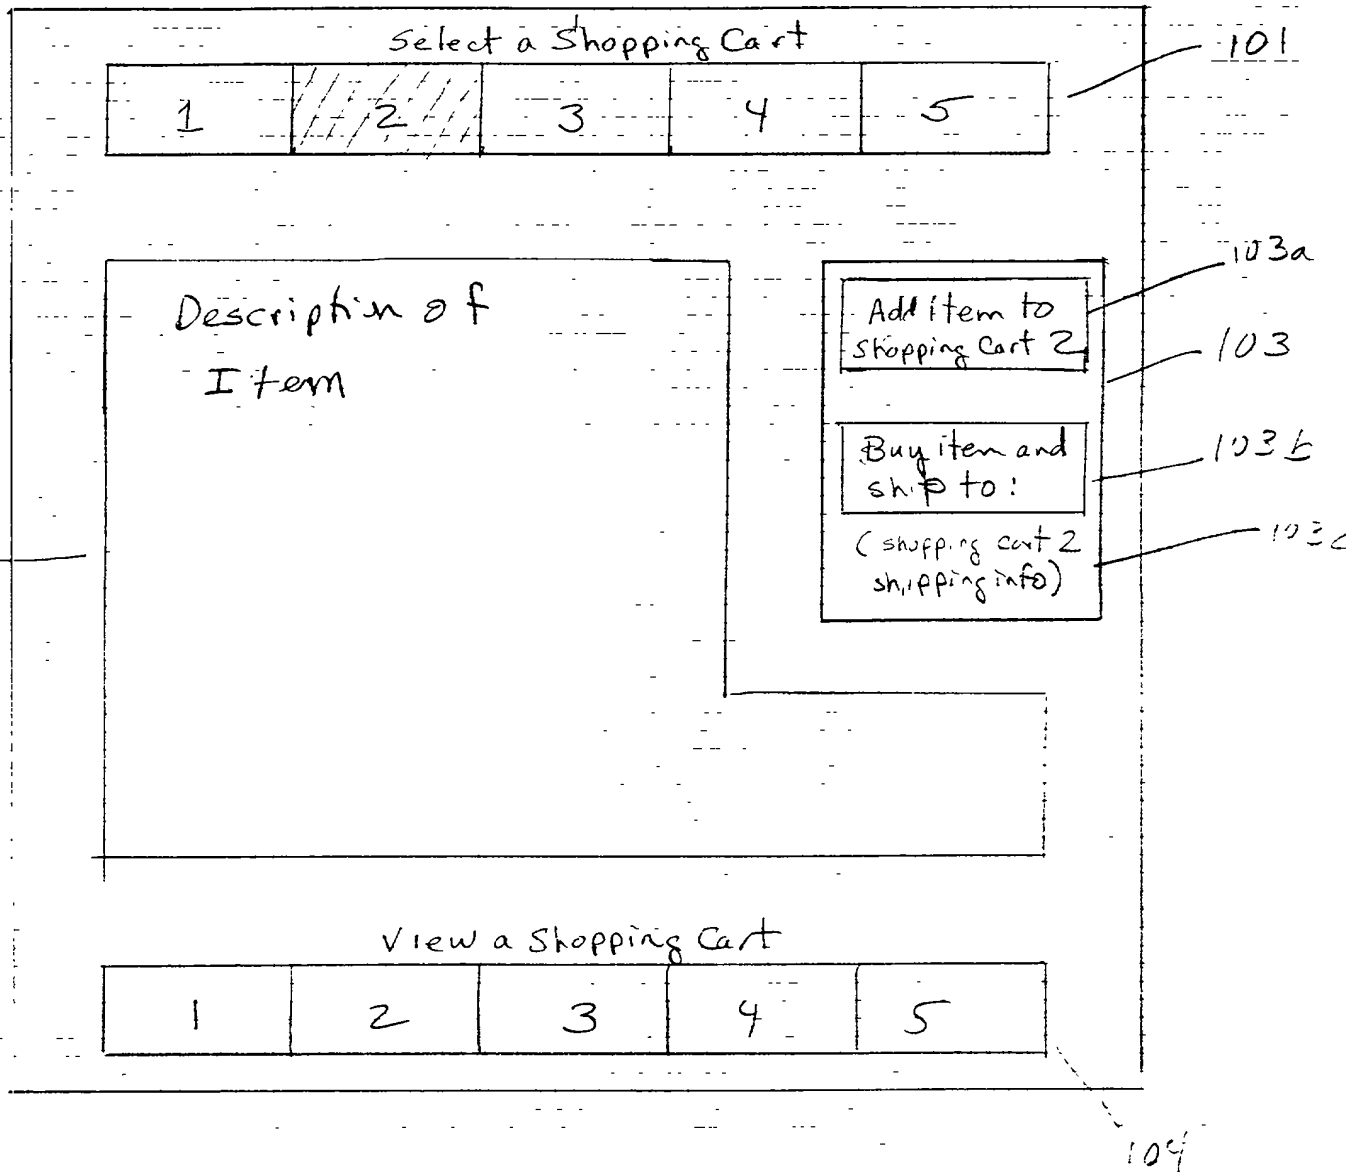 Select a Shopping Cart
101
1 2 3 4 5
103a
Description of
Item
Add item to
shopping cart 2
103
Buy item and
ship to:
103b
(shopping cart 2
shipping info)
103c
View a Shopping Cart
1 2 3 4 5
104